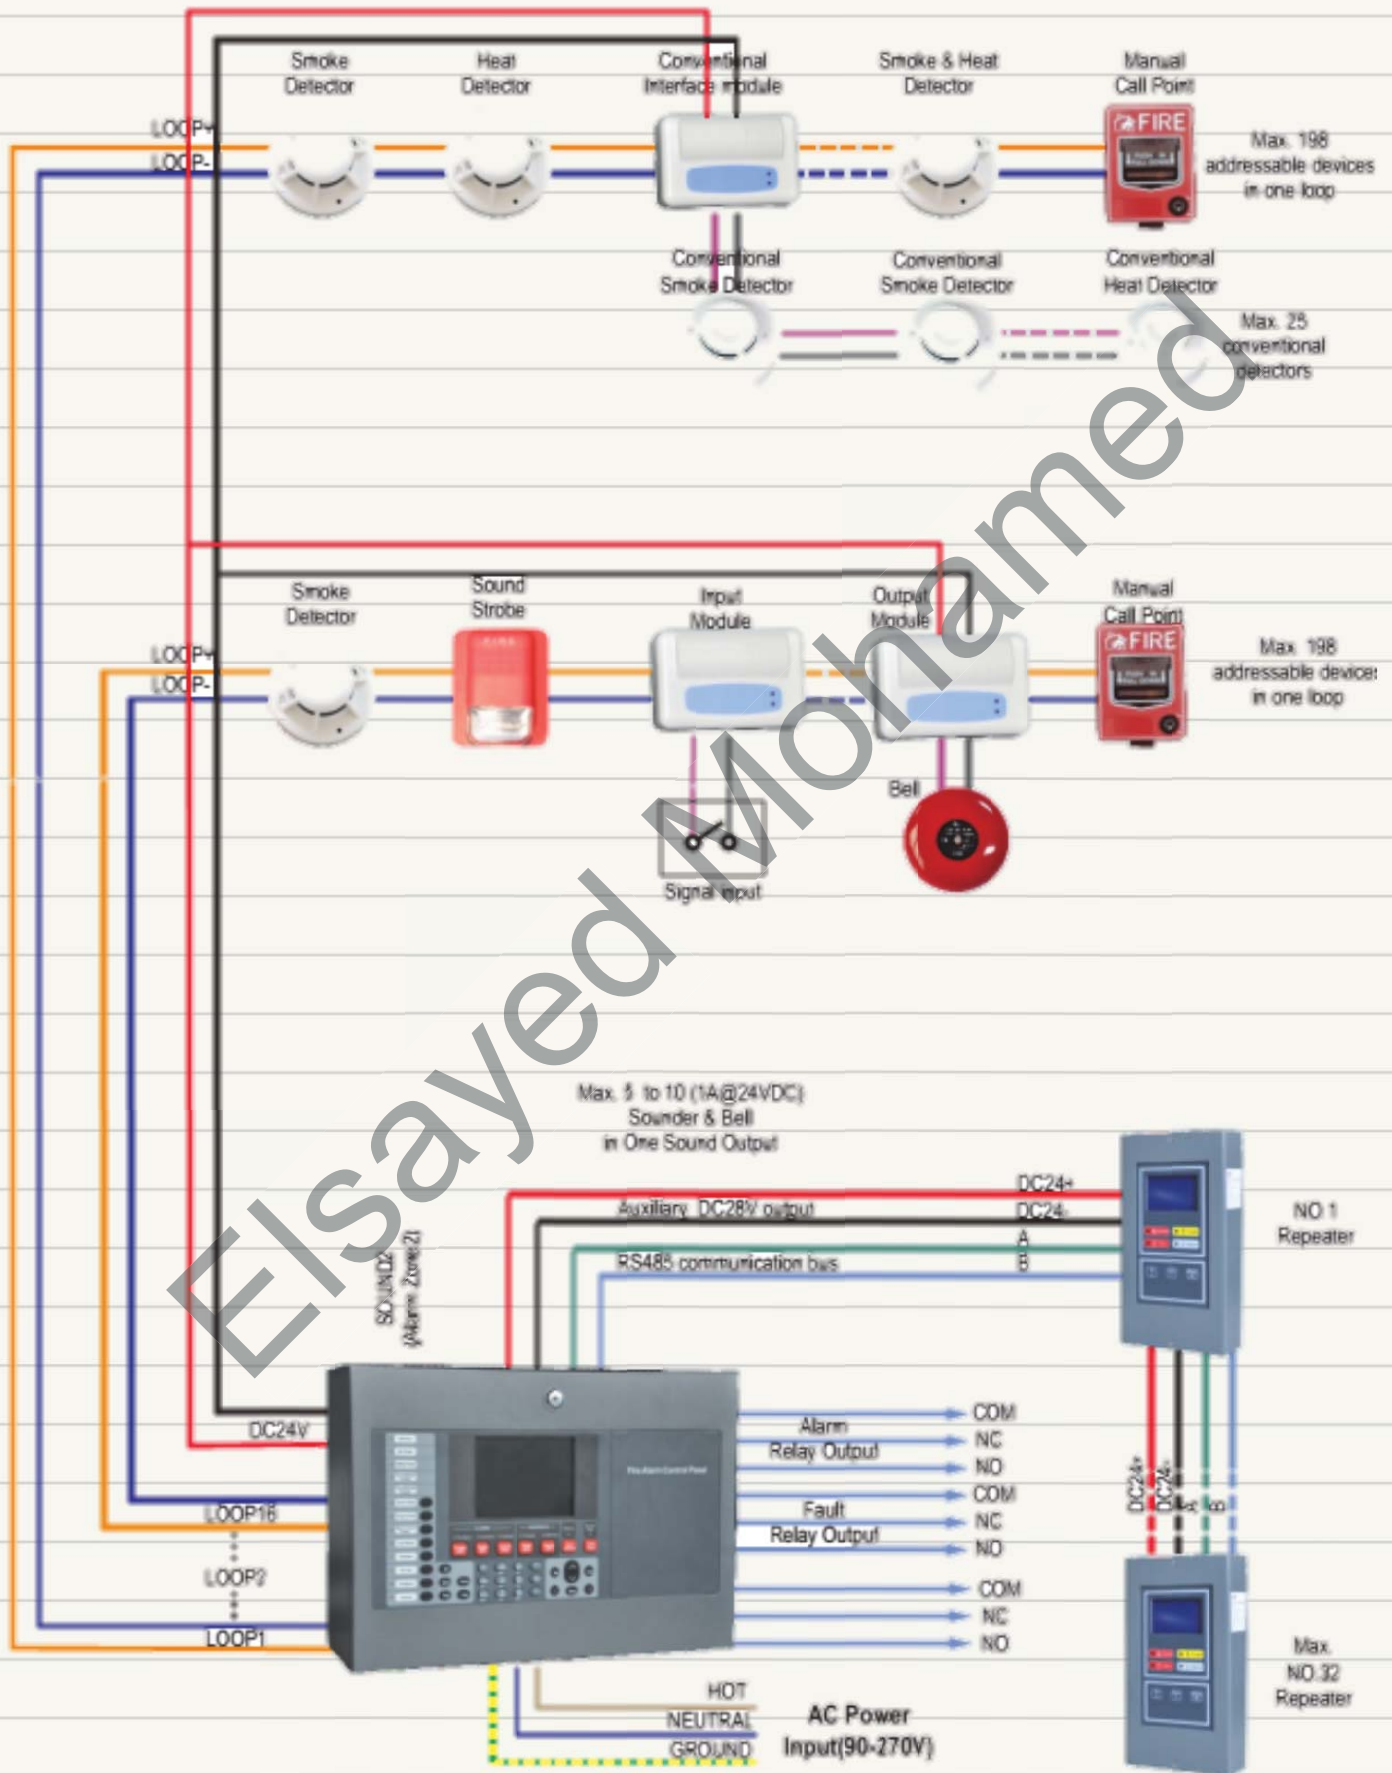 Smoke
Detector
Heat
Detector
Conventional
Interface module
Smoke & Heat
Detector
Manual
Call Point
LOOP+
LOOP-
FIRE
Max. 198
addressable devices
in one loop
Conventional
Smoke Detector
Conventional
Smoke Detector
Conventional
Heat Detector
Max. 25
conventional
detectors
Smoke
Detector
Sound
Strobe
Input
Module
Output
Module
Manual
Call Point
LOOP+
LOOP-
FIRE
FIRE
Max. 198
addressable devices
in one loop
Bell
Signal input
Elsayed Mohamed
Max. 5 to 10 (1A@24VDC)
Sounder & Bell
in One Sound Output
SOUND2
(Alarm Zone2)
Auxiliary DC28V output
RS485 communication bus
DC24+
DC24-
A
B
NO.1
Repeater
DC24V
LOOP16
LOOP2
LOOP1
Fire Alarm Control Panel
Alarm
Relay Output
COM
NC
NO
Fault
Relay Output
COM
NC
NO
COM
NC
NO
DC24+
DC24-
A
B
Max.
NO.32
Repeater
HOT
NEUTRAL
GROUND
AC Power
Input(90-270V)